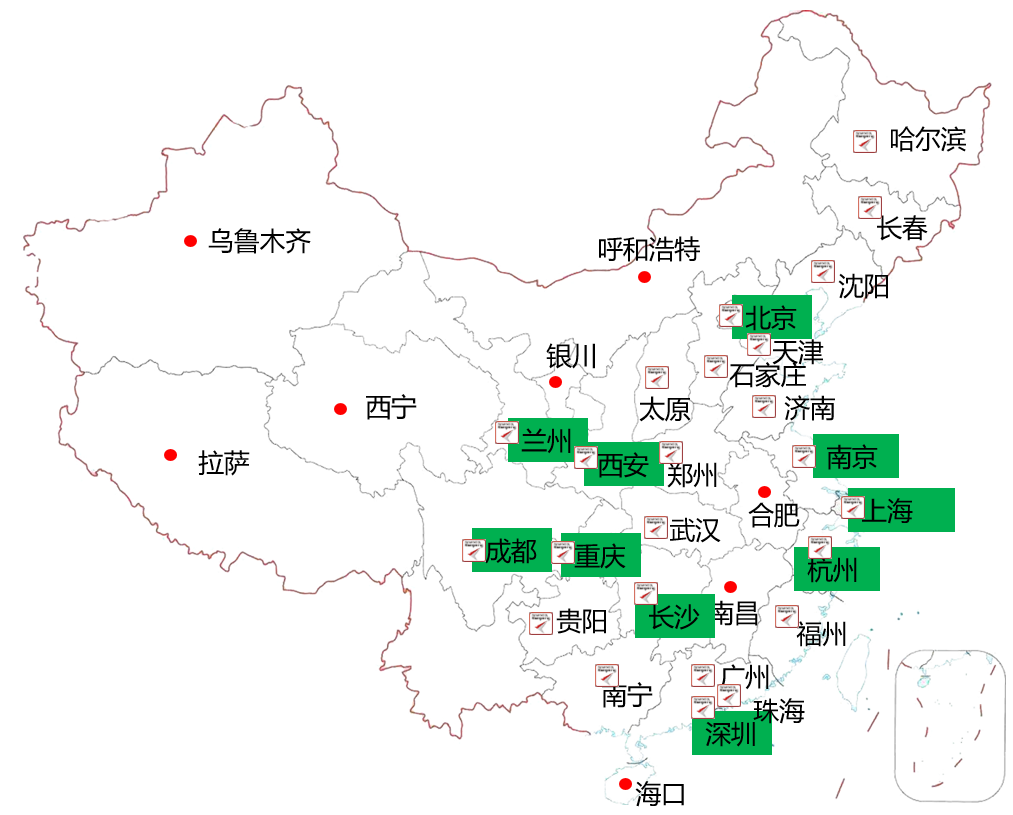 哈尔滨
长春
乌鲁木齐
呼和浩特
沈阳
北京
天津
银川
石家庄
西宁
太原
济南
兰州
西安
南京
拉萨
郑州
上海
合肥
武汉
成都
重庆
杭州
长沙
南昌
贵阳
福州
广州
南宁
珠海
深圳
海口